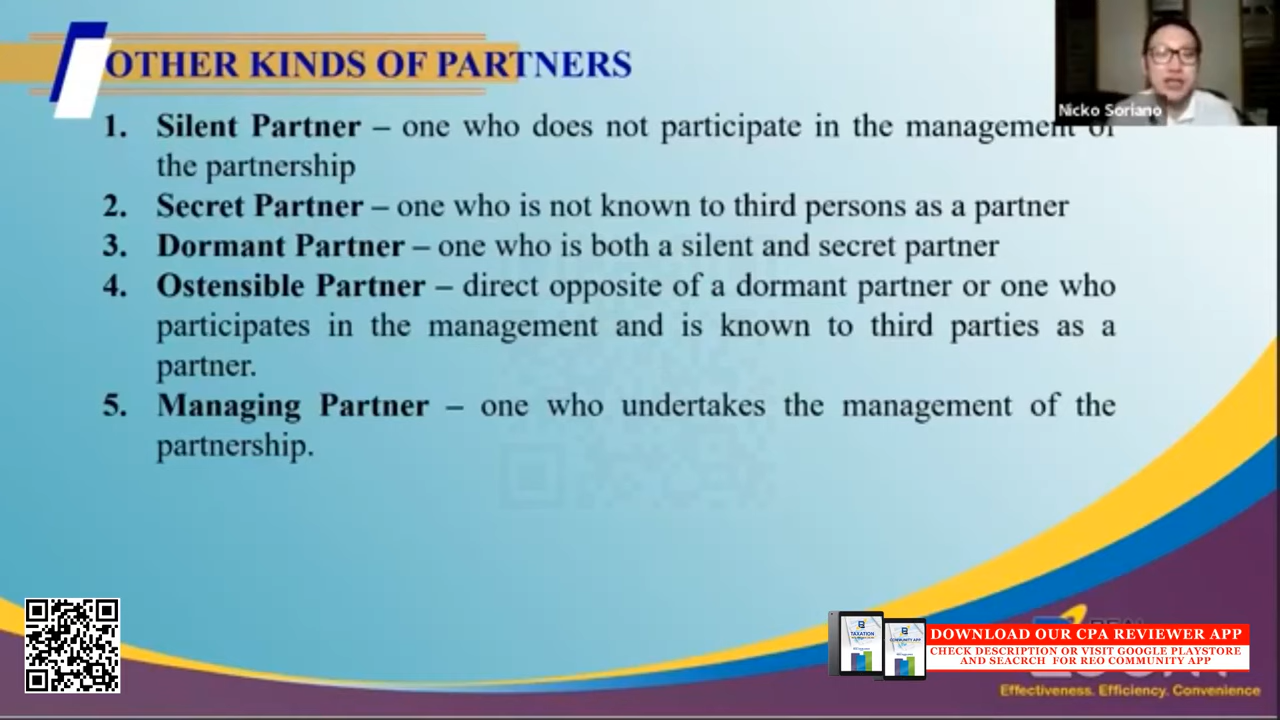 OTHER KINDS OF PARTNERS
Nicko Soriano
1. Silent Partner – one who does not participate in the management of
the partnership
2. Secret Partner – one who is not known to third persons as a partner
3. Dormant Partner – one who is both a silent and secret partner
4. Ostensible Partner – direct opposite of a dormant partner or one who
participates in the management and is known to third parties as a
partner.
5. Managing Partner – one who undertakes the management of the
partnership.
TAXATION
COMMUNITY APP
DOWNLOAD OUR CPA REVIEWER APP
CHECK DESCRIPTION OR VISIT GOOGLE PLAYSTORE
AND SEACRCH FOR REO COMMUNITY APP
Effectiveness. Efficiency. Convenience